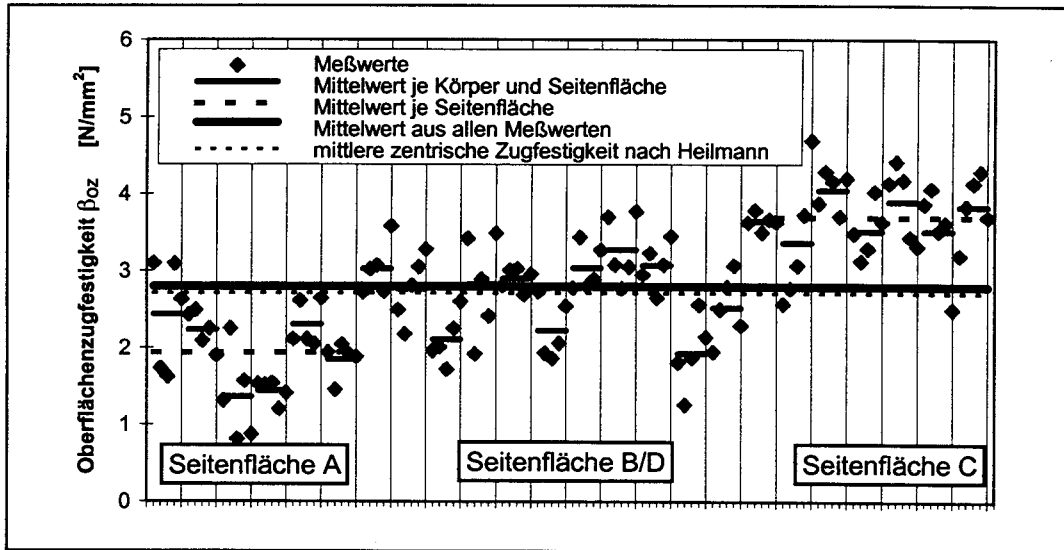 Oberflächenzugfestigkeit βOZ [N/mm²]
6
5
4
3
2
1
0
Meßwerte
Mittelwert je Körper und Seitenfläche
Mittelwert je Seitenfläche
Mittelwert aus allen Meßwerten
mittlere zentrische Zugfestigkeit nach Heilmann
Seitenfläche A
Seitenfläche B/D
Seitenfläche C